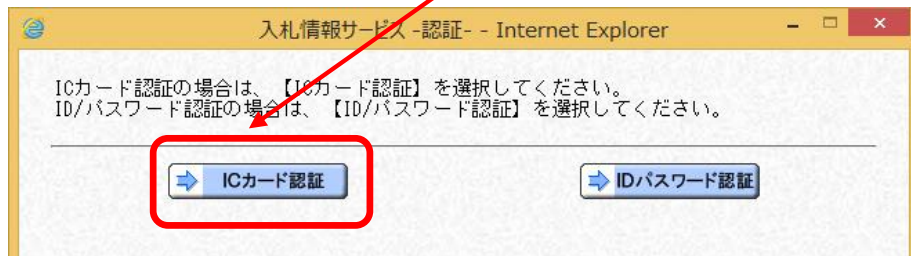 入札情報サービス -認証- - Internet Explorer
ICカード認証の場合は、【ICカード認証】を選択してください。
ID/パスワード認証の場合は、【ID/パスワード認証】を選択してください。
ICカード認証
IDパスワード認証